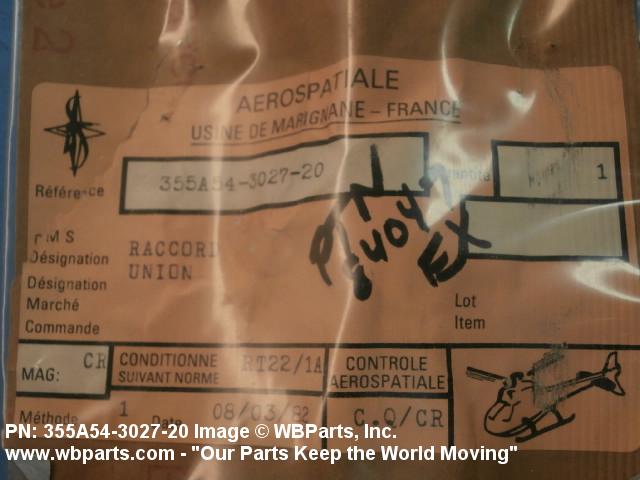 AEROSPATIALE
USINE DE MARIGNANE - FRANCE
Référence
355A54-3027-20
Quantité
1
PMS
Désignation
RACCORD
Désignation
UNION
Marché
Commande
Lot
Item
MAG:
CR
CONDITIONNE
SUIVANT NORME
RT22/1A
CONTROLE
AEROSPATIALE
Méthode
1
Date
08/03/82
C.Q/CR
PN: 355A54-3027-20 Image © WBParts, Inc.
www.wbparts.com - "Our Parts Keep the World Moving"